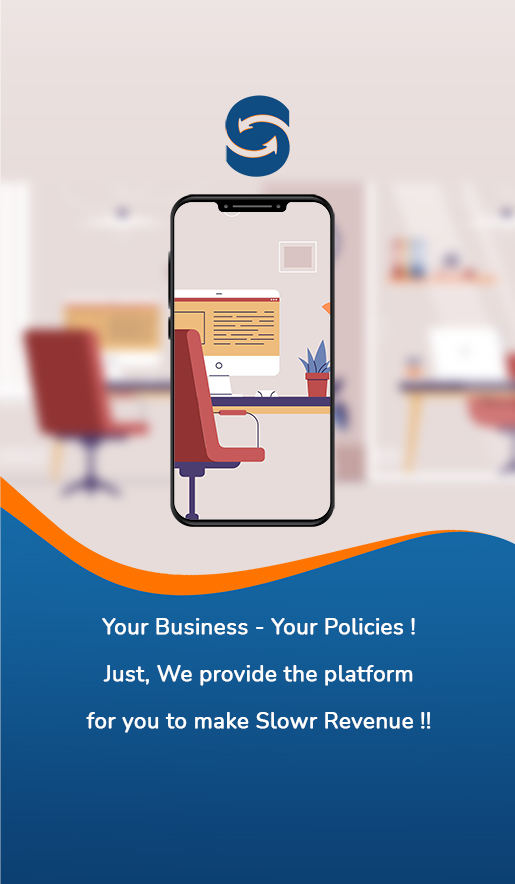 Your Business - Your Policies !
Just, We provide the platform
for you to make Slowr Revenue !!